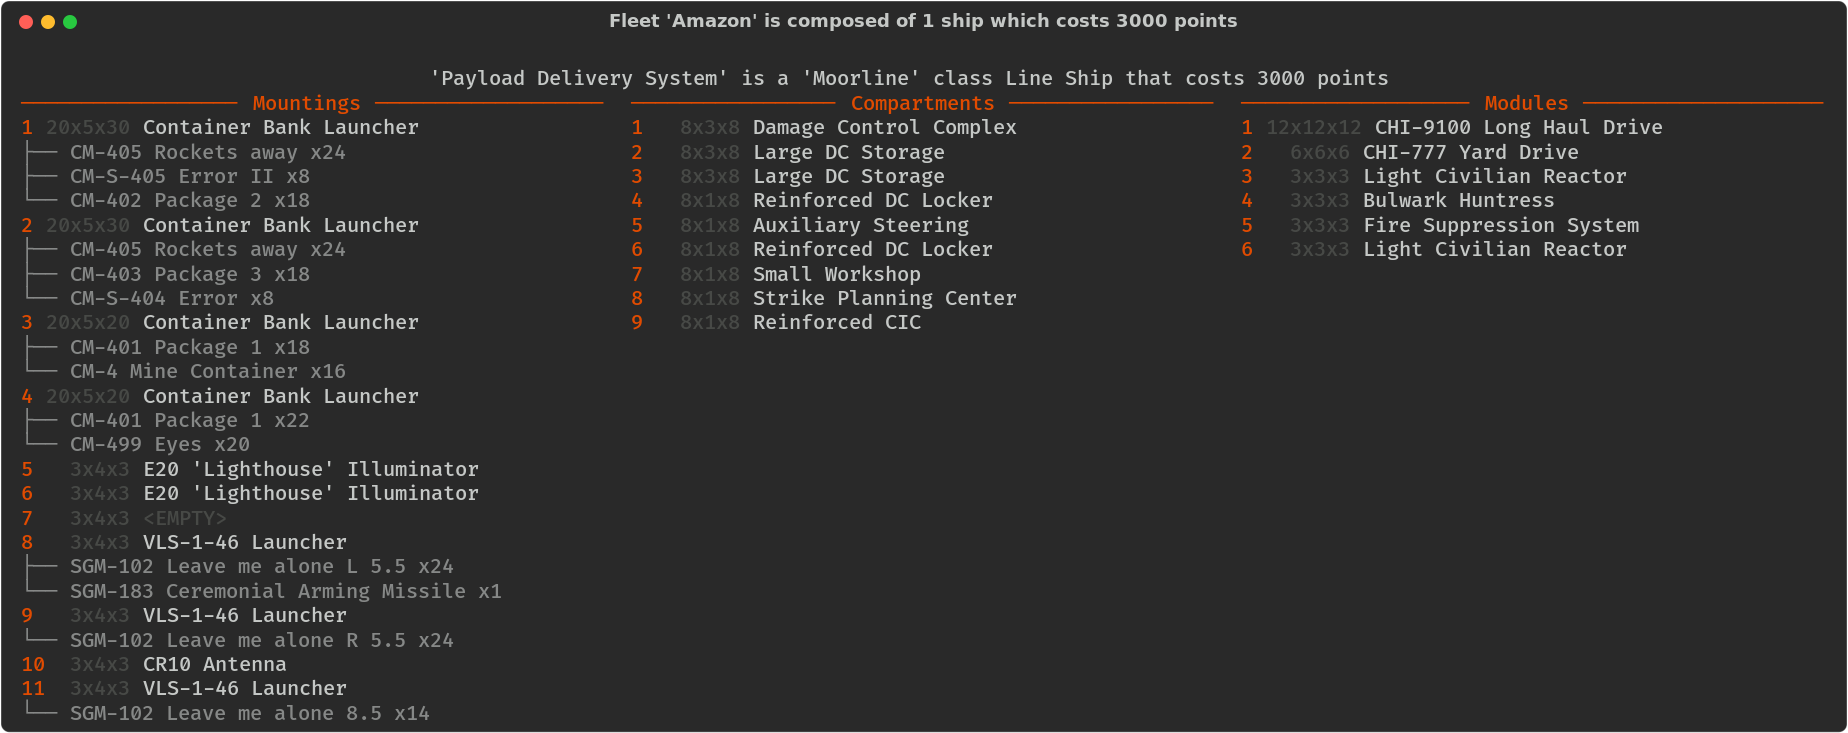 Fleet 'Amazon' is composed of 1 ship which costs 3000 points
'Payload Delivery System' is a 'Moorline' class Line Ship that costs 3000 points
Mountings
1 20x5x30 Container Bank Launcher
CM-405 Rockets away x24
CM-S-405 Error II x8
CM-402 Package 2 x18
2 20x5x30 Container Bank Launcher
CM-405 Rockets away x24
CM-403 Package 3 x18
CM-S-404 Error x8
3 20x5x20 Container Bank Launcher
CM-401 Package 1 x18
CM-4 Mine Container x16
4 20x5x20 Container Bank Launcher
CM-401 Package 1 x22
CM-499 Eyes x20
5 3x4x3 E20 'Lighthouse' Illuminator
6 3x4x3 E20 'Lighthouse' Illuminator
7 3x4x3 <EMPTY>
8 3x4x3 VLS-1-46 Launcher
SGM-102 Leave me alone L 5.5 x24
SGM-183 Ceremonial Arming Missile x1
9 3x4x3 VLS-1-46 Launcher
SGM-102 Leave me alone R 5.5 x24
10 3x4x3 CR10 Antenna
11 3x4x3 VLS-1-46 Launcher
SGM-102 Leave me alone 8.5 x14
Compartments
1 8x3x8 Damage Control Complex
2 8x3x8 Large DC Storage
3 8x3x8 Large DC Storage
4 8x1x8 Reinforced DC Locker
5 8x1x8 Auxiliary Steering
6 8x1x8 Reinforced DC Locker
7 8x1x8 Small Workshop
8 8x1x8 Strike Planning Center
9 8x1x8 Reinforced CIC
Modules
1 12x12x12 CHI-9100 Long Haul Drive
2 6x6x6 CHI-777 Yard Drive
3 3x3x3 Light Civilian Reactor
4 3x3x3 Bulwark Huntress
5 3x3x3 Fire Suppression System
6 3x3x3 Light Civilian Reactor